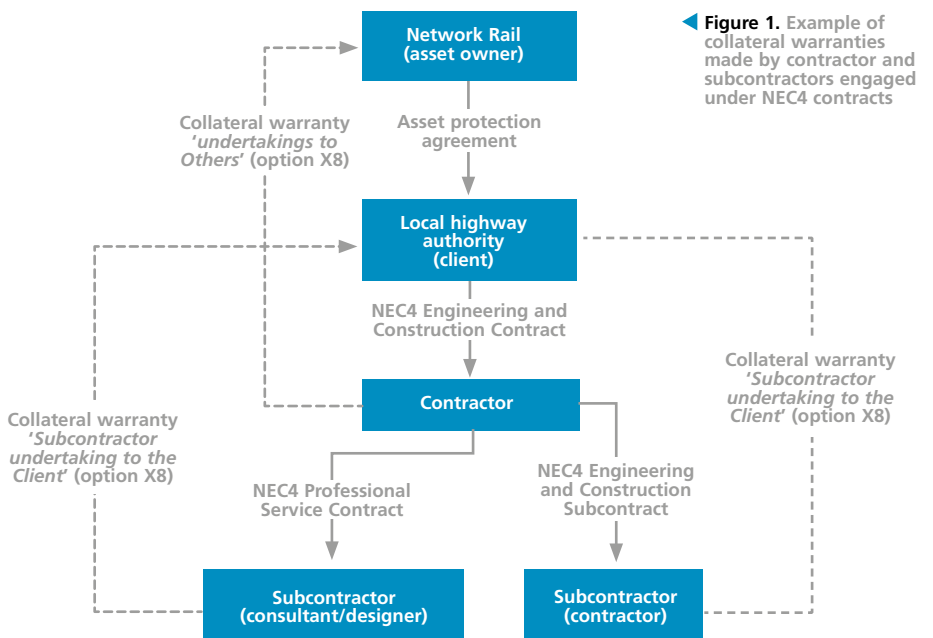 Network Rail
(asset owner)
Figure 1. Example of
collateral warranties
made by contractor and
subcontractors engaged
under NEC4 contracts
Collateral warranty
'undertakings to
Others' (option X8)
Asset protection
agreement
Local highway
authority
(client)
NEC4 Engineering and
Construction Contract
Collateral warranty
'Subcontractor
undertaking to the
Client' (option X8)
Contractor
Collateral warranty
'Subcontractor
undertaking to the
Client' (option X8)
NEC4 Professional
Service Contract
NEC4 Engineering
and Construction
Subcontract
Subcontractor
(consultant/designer)
Subcontractor
(contractor)